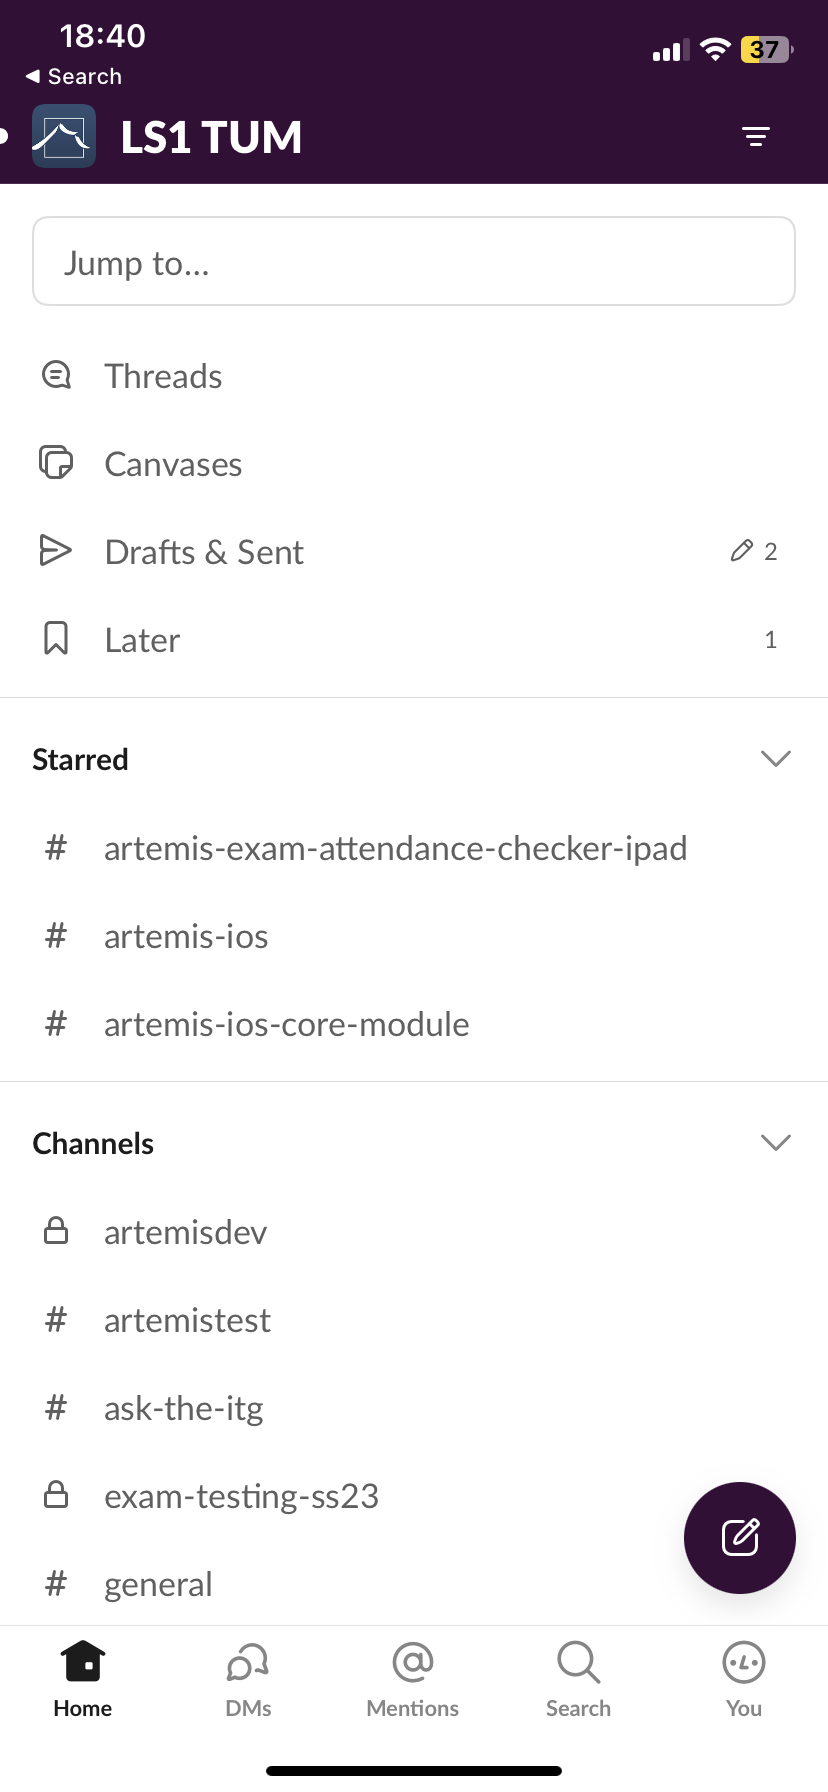 18:40
37
◀ Search
LS1 TUM
Jump to...
Threads
Canvases
Drafts & Sent 2
Later 1
Starred
# artemis-exam-attendance-checker-ipad
# artemis-ios
# artemis-ios-core-module
Channels
artemisdev
# artemistest
# ask-the-itg
exam-testing-ss23
# general
Home DMs Mentions Search You